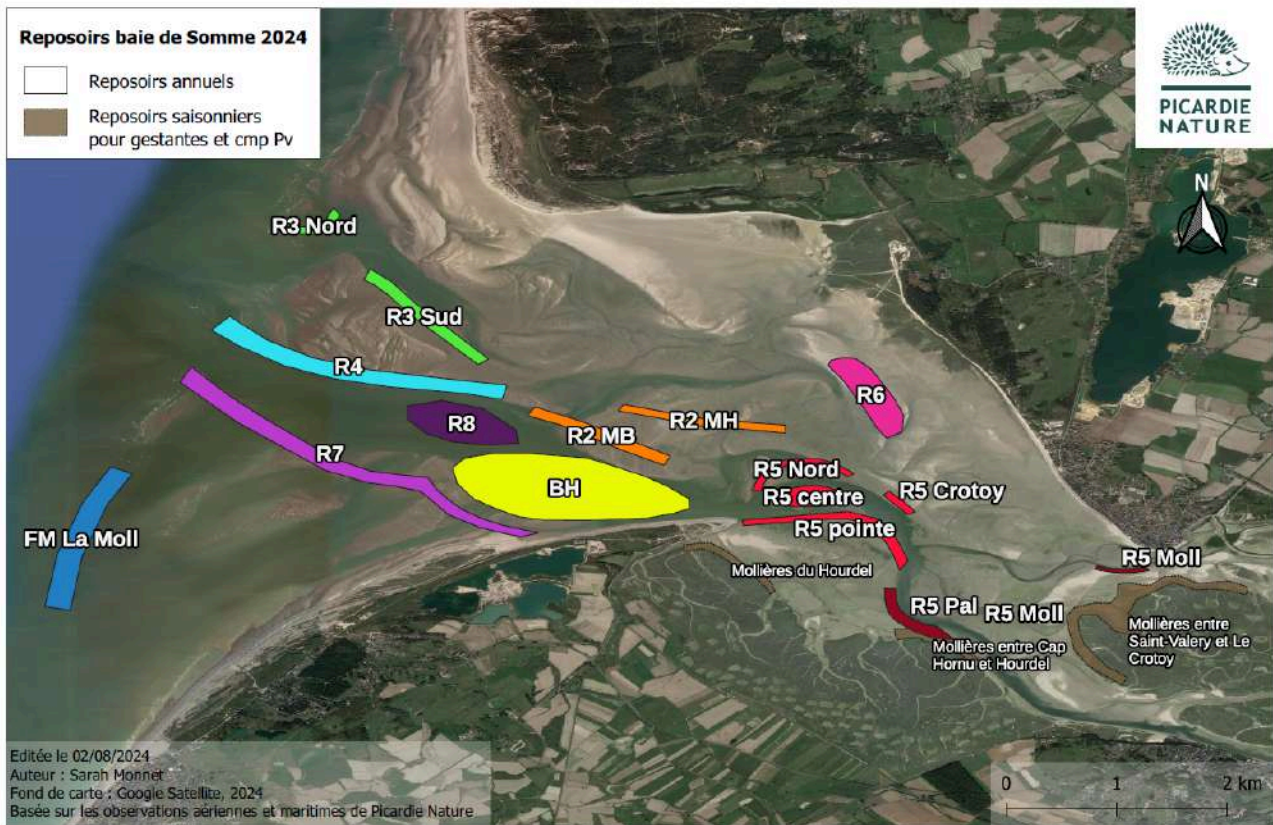 Reposoirs baie de Somme 2024
Reposoirs annuels
Reposoirs saisonniers
pour gestantes et cmp Pv
PICARDIE
NATURE
N
R3 Nord
R3 Sud
R4
R6
R8
R2 MB
R2 MH
R7
BH
R5 Nord
R5 centre
R5 Crotoy
R5 pointe
FM La Moll
Mollières du Hourdel
R5 Moll
R5 Pal
R5 Moll
Mollières entre
Saint-Valery et Le
Crotoy
Mollières entre Cap
Hornu et Hourdel
Editée le 02/08/2024
Auteur : Sarah Monnet
Fond de carte : Google Satellite, 2024
Basée sur les observations aériennes et maritimes de Picardie Nature
0 1 2 km